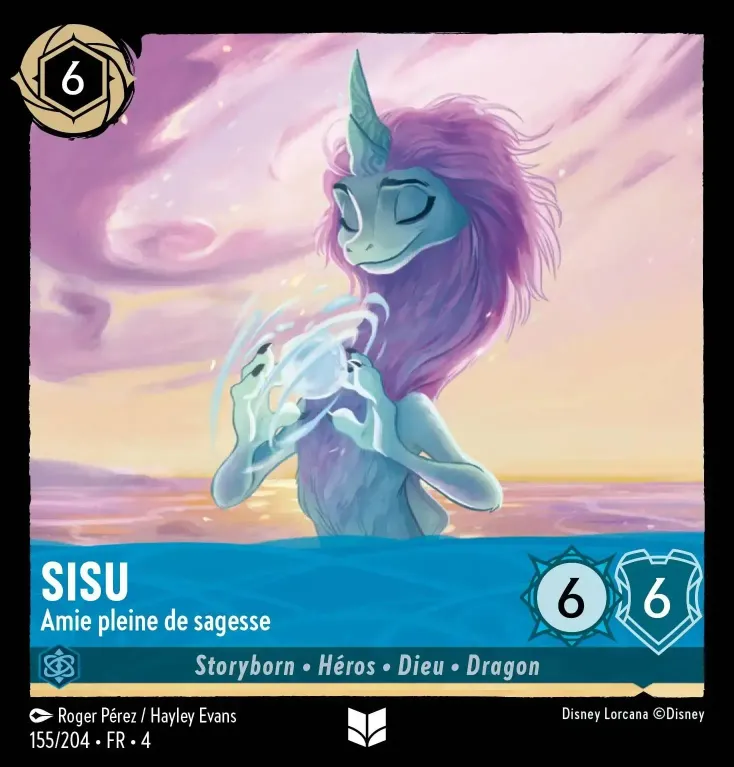 6
SISU
Amie pleine de sagesse
6 6
Storyborn • Héros • Dieu • Dragon
Roger Pérez / Hayley Evans
Disney Lorcana ©Disney
155/204 • FR • 4